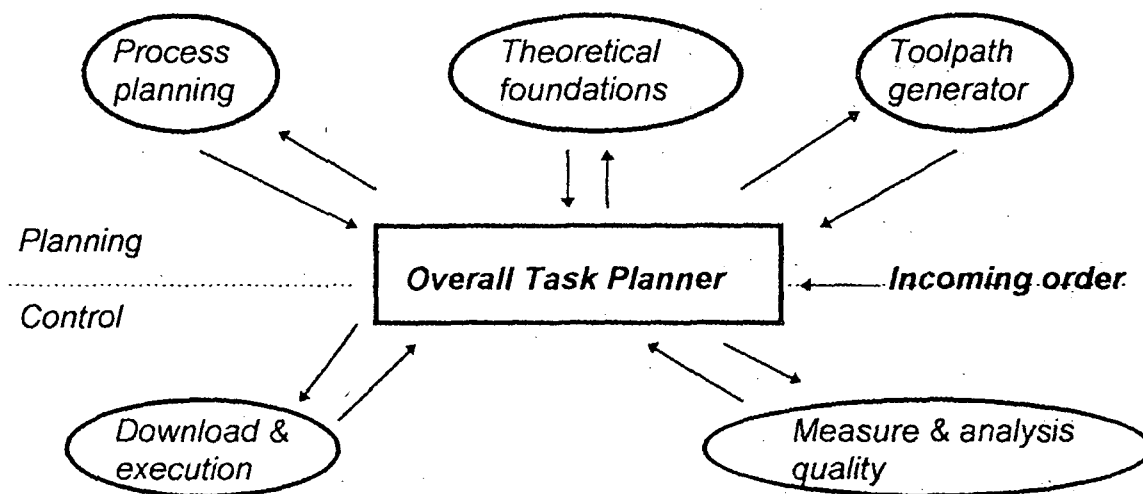 Process
planning
Theoretical
foundations
Toolpath
generator
Planning
Overall Task Planner
Incoming order
Control
Download &
execution
Measure & analysis
quality